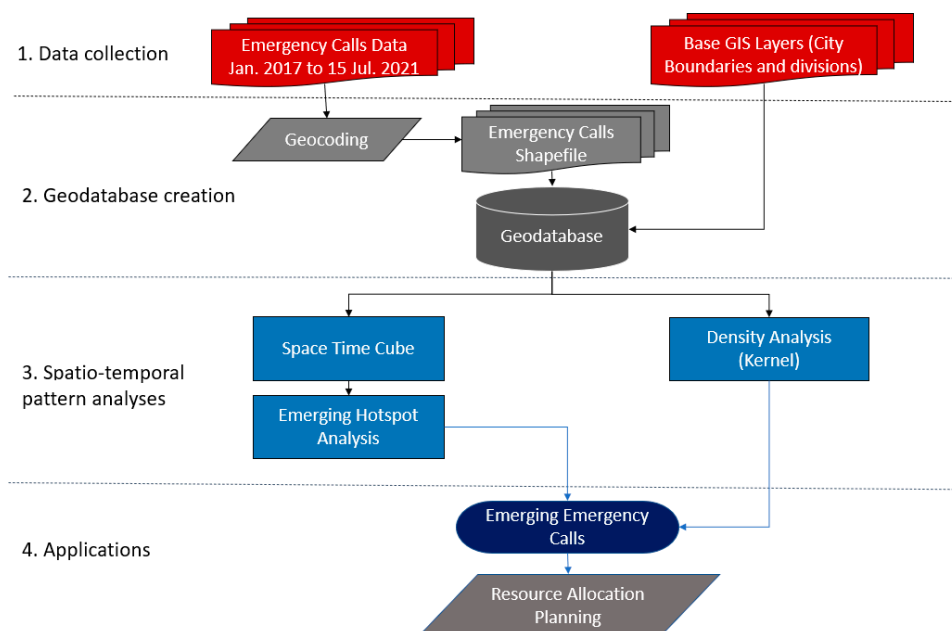 1. Data collection
Emergency Calls Data
Jan. 2017 to 15 Jul. 2021
Base GIS Layers (City
Boundaries and divisions)
2. Geodatabase creation
Geocoding
Emergency Calls
Shapefile
Geodatabase
3. Spatio-temporal
pattern analyses
Space Time Cube
Density Analysis
(Kernel)
Emerging Hotspot
Analysis
4. Applications
Emerging Emergency
Calls
Resource Allocation
Planning